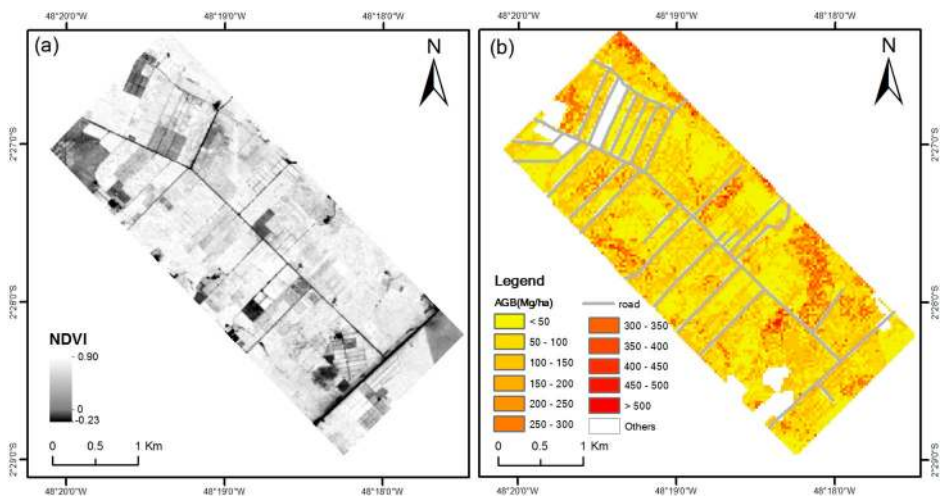 48°20'0"W 48°19'0"W 48°18'0"W
48°20'0"W 48°19'0"W 48°18'0"W
(a)
N
2°27'0"S
2°28'0"S
2°29'0"S
NDVI
0.90
0
-0.23
0 0.5 1 Km
48°20'0"W 48°19'0"W 48°18'0"W
(b)
N
2°27'0"S
2°28'0"S
2°29'0"S
Legend
AGB(Mg/ha)
< 50
50 - 100
100 - 150
150 - 200
200 - 250
250 - 300
road
300 - 350
350 - 400
400 - 450
450 - 500
> 500
Others
0 0.5 1 Km
48°20'0"W 48°19'0"W 48°18'0"W